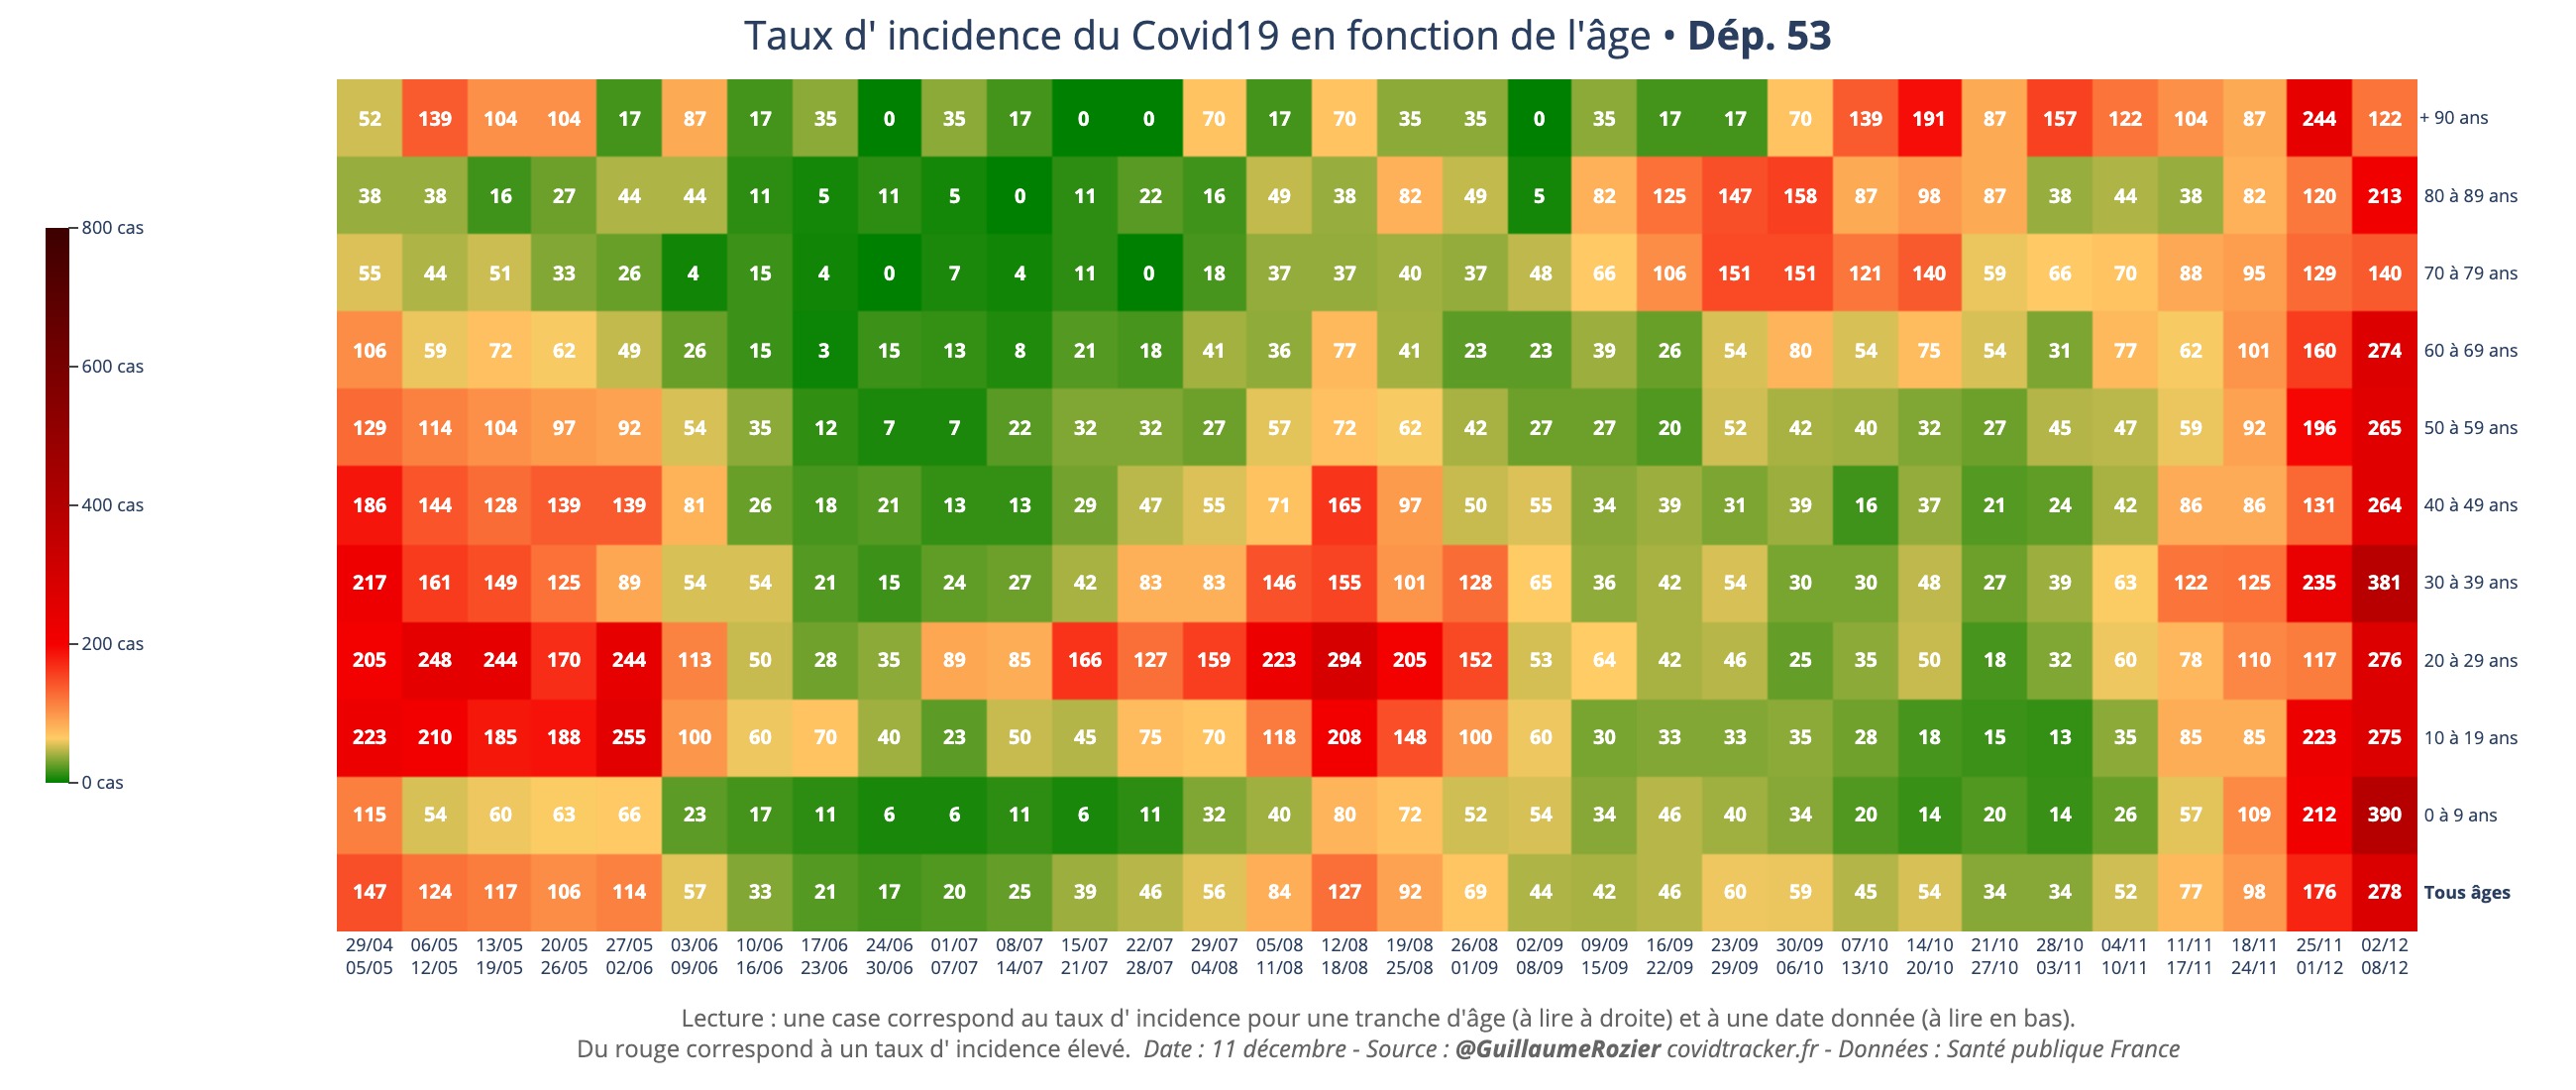 Taux d' incidence du Covid19 en fonction de l'âge • Dép. 53
52 139 104 104 17 87 17 35 0 35 17 0 0 70 17 70 35 35 0 35 17 17 70 139 191 87 157 122 104 87 244 122 + 90 ans
38 38 16 27 44 44 11 5 11 5 0 11 22 16 49 38 82 49 5 82 125 147 158 87 98 87 38 44 38 82 120 213 80 à 89 ans
800 cas
55 44 51 33 26 4 15 4 0 7 4 11 0 18 37 37 40 37 48 66 106 151 151 121 140 59 66 70 88 95 129 140 70 à 79 ans
106 59 72 62 49 26 15 3 15 13 8 21 18 41 36 77 41 23 23 39 26 54 80 54 75 54 31 77 62 101 160 274 60 à 69 ans
600 cas
129 114 104 97 92 54 35 12 7 7 22 32 32 27 57 72 62 42 27 27 20 52 42 40 32 27 45 47 59 92 196 265 50 à 59 ans
400 cas
186 144 128 139 139 81 26 18 21 13 13 29 47 55 71 165 97 50 55 34 39 31 39 16 37 21 24 42 86 86 131 264 40 à 49 ans
217 161 149 125 89 54 54 21 15 24 27 42 83 83 146 155 101 128 65 36 42 54 30 30 48 27 39 63 122 125 235 381 30 à 39 ans
200 cas
205 248 244 170 244 113 50 28 35 89 85 166 127 159 223 294 205 152 53 64 42 46 25 35 50 18 32 60 78 110 117 276 20 à 29 ans
223 210 185 188 255 100 60 70 40 23 50 45 75 70 118 208 148 100 60 30 33 33 35 28 18 15 13 35 85 85 223 275 10 à 19 ans
0 cas
115 54 60 63 66 23 17 11 6 6 11 6 11 32 40 80 72 52 54 34 46 40 34 20 14 20 14 26 57 109 212 390 0 à 9 ans
147 124 117 106 114 57 33 21 17 20 25 39 46 56 84 127 92 69 44 42 46 60 59 45 54 34 34 52 77 98 176 278 Tous âges
29/04 06/05 13/05 20/05 27/05 03/06 10/06 17/06 24/06 01/07 08/07 15/07 22/07 29/07 05/08 12/08 19/08 26/08 02/09 09/09 16/09 23/09 30/09 07/10 14/10 21/10 28/10 04/11 11/11 18/11 25/11 02/12
05/05 12/05 19/05 26/05 02/06 09/06 16/06 23/06 30/06 07/07 14/07 21/07 28/07 04/08 11/08 18/08 25/08 01/09 08/09 15/09 22/09 29/09 06/10 13/10 20/10 27/10 03/11 10/11 17/11 24/11 01/12 08/12
Lecture : une case correspond au taux d' incidence pour une tranche d'âge (à lire à droite) et à une date donnée (à lire en bas).
Du rouge correspond à un taux d' incidence élevé. Date : 11 décembre - Source : @GuillaumeRozier covidtracker.fr - Données : Santé publique France